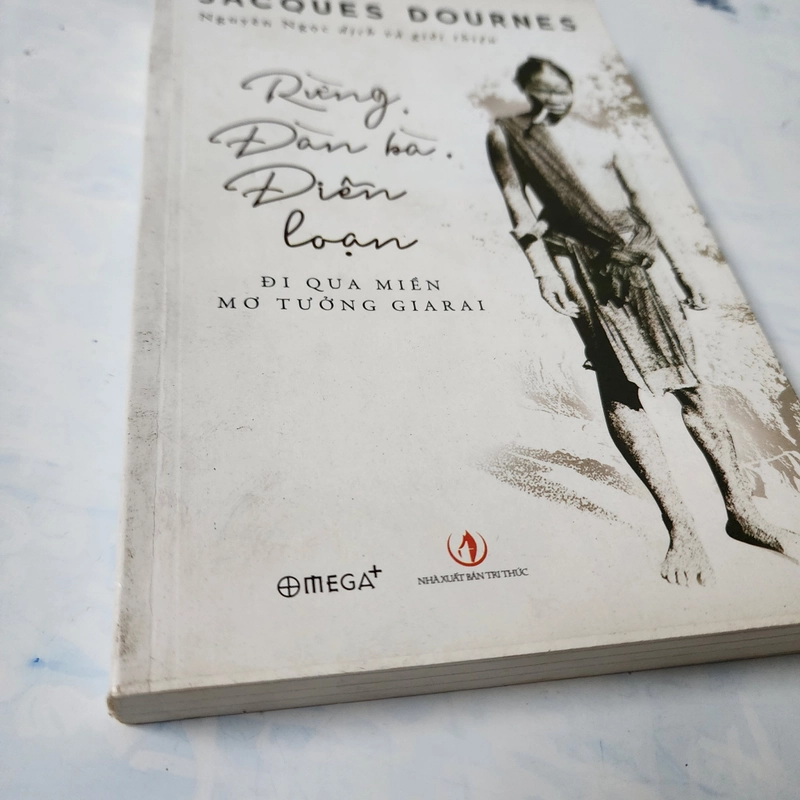 JACQUES DOURNES
Nguyên Ngọc dịch và giới thiệu
Rừng,
Đàn bà,
Điên
loạn
ĐI QUA MIỀN
MƠ TƯỞNG GIARAI
OMEGA+
NHÀ XUẤT BẢN TRI THỨC